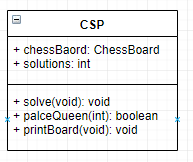 CSP
+ chessBaord: ChessBoard
+ solutions: int
+ solve(void): void
+ palceQueen(int): boolean
+ printBoard(void): void